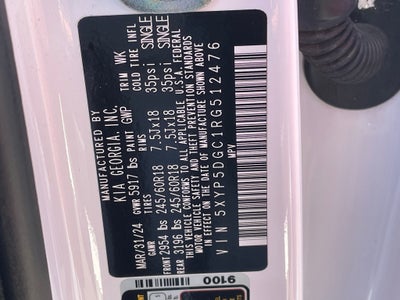 MANUFACTURED BY
KIA GEORGIA, INC.
MAR/31/24 GVWR 5917 lbs PAINT GWP TRIM WK
GAWR TIRES RIMS COLD TIRE INFL
FRONT 2954 lbs 245/60R18 7.5Jx18 35psi SINGLE
REAR 3196 lbs 245/60R18 7.5Jx18 35psi SINGLE
THIS VEHICLE CONFORMS TO ALL APPLICABLE U.S.A. FEDERAL
MOTOR VEHICLE SAFETY AND THEFT PREVENTION STANDARDS
IN EFFECT ON THE DATE OF MANUFACTURE SHOWN ABOVE
VIN 5XYP5DGC1RG512476
MPV
9100